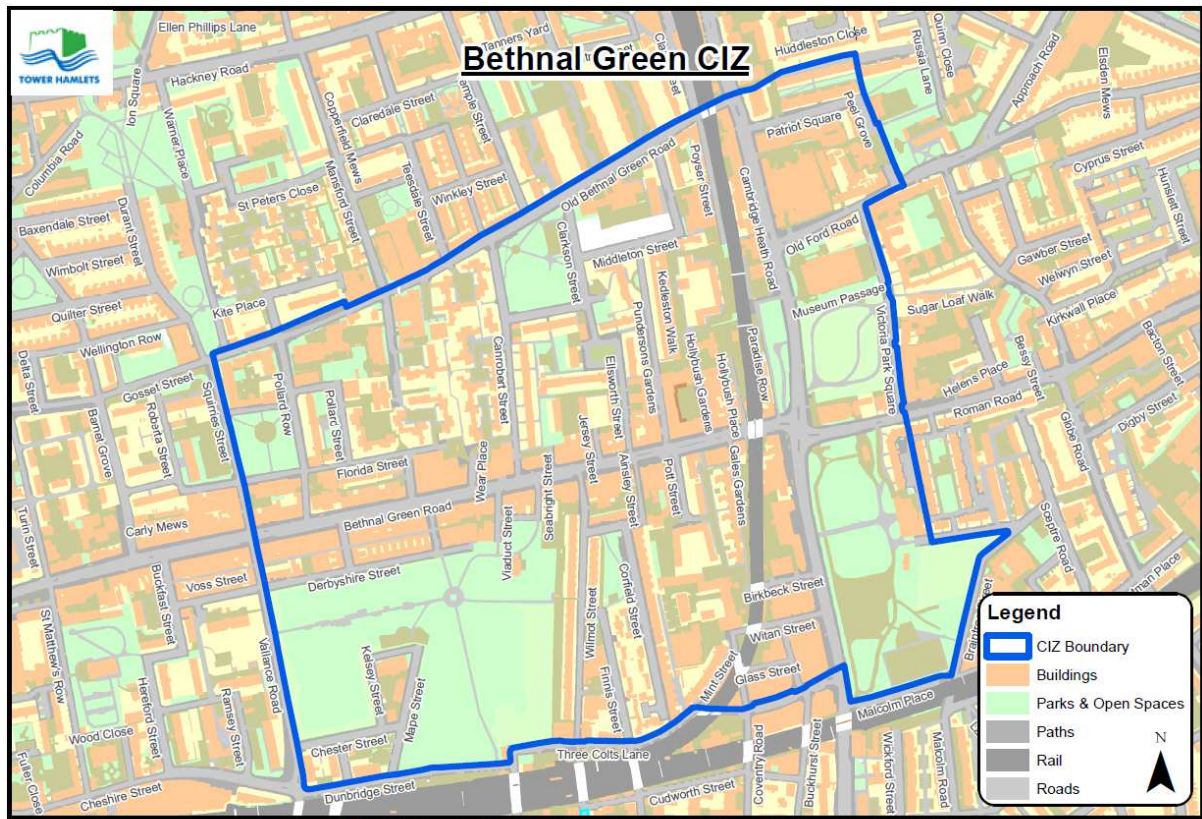 Bethnal Green CIZ
TOWER HAMLETS
Ellen Phillips Lane
Hackney Road
Ion Square
Warner Place
Columbia Road
Baxendale Street
Durant Street
Wimbolt Street
Quilter Street
Wellington Row
Delta Street
Gosset Street
Barnet Grove
Roberta Street
Squirries Street
Turin Street
Carly Mews
Voss Street
Buckfast Street
St Matthew's Row
Hereford Street
Ramsey Street
Wood Close
Fuller Close
Cheshire Street
Vallance Road
Tanners Yard
Claredale Street
Copperfield Mews
Mansford Street
Teesdale Street
Winkley Street
St Peters Close
Kite Place
Pollard Row
Pollard Street
Florida Street
Bethnal Green Road
Derbyshire Street
Wear Place
Canrobert Street
Viaduct Street
Seabright Street
Kelsey Street
Mape Street
Chester Street
Dunbridge Street
Three Colts Lane
Old Bethnal Green Road
Clarkson Street
Middleton Street
Poyser Street
Pundersons Gardens
Kedleston Walk
Hollybush Gardens
Hollybush Place
Gales Gardens
Paradise Row
Ellsworth Street
Jersey Street
Ainsley Street
Pott Street
Wilmot Street
Corfield Street
Finnis Street
Mint Street
Glass Street
Witan Street
Birkbeck Street
Coventry Road
Buckhurst Street
Cudworth Street
Cambridge Heath Road
Patriot Square
Peel Grove
Huddleston Close
Russia Lane
Quinn Close
Approach Road
Elsden Mews
Cyprus Street
Hunslett Street
Old Ford Road
Museum Passage
Victoria Park Square
Sugar Loaf Walk
Gawber Street
Welwyn Street
Kirkwall Place
Bacton Street
Bessy Street
Helens Place
Roman Road
Globe Road
Digby Street
Sceptre Road
Malcolm Place
Wickford Street
Malcolm Road
Legend
CIZ Boundary
Buildings
Parks & Open Spaces
Paths
Rail
Roads
N